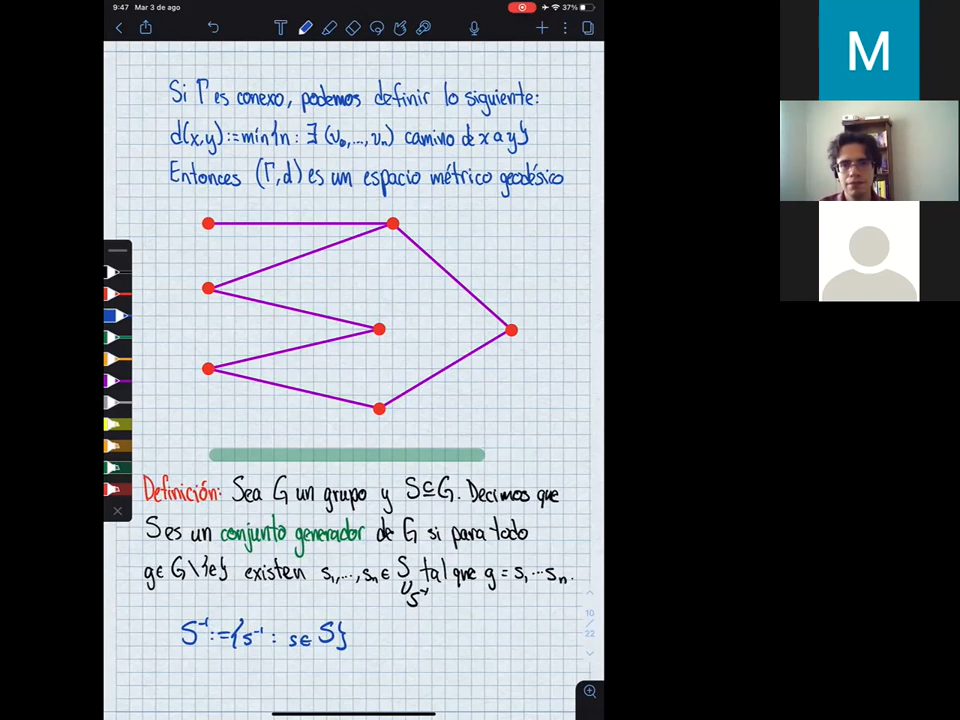 9:47 Mar 3 de ago
37%
M
Si Γ es conexo, podemos definir lo siguiente:
d(x,y):=mín{n : ∃ (v₀,...,vₙ) camino de x a y}
Entonces (Γ,d) es un espacio métrico geodésico
Definición: Sea G un grupo y S⊆G. Decimos que
S es un conjunto generador de G si para todo
g∈G\{e} existen s₁,...,sₙ∈ S tal que g = s₁⋯sₙ.
∪S⁻¹
S⁻¹:={s⁻¹ : s∈S}
10
/
22